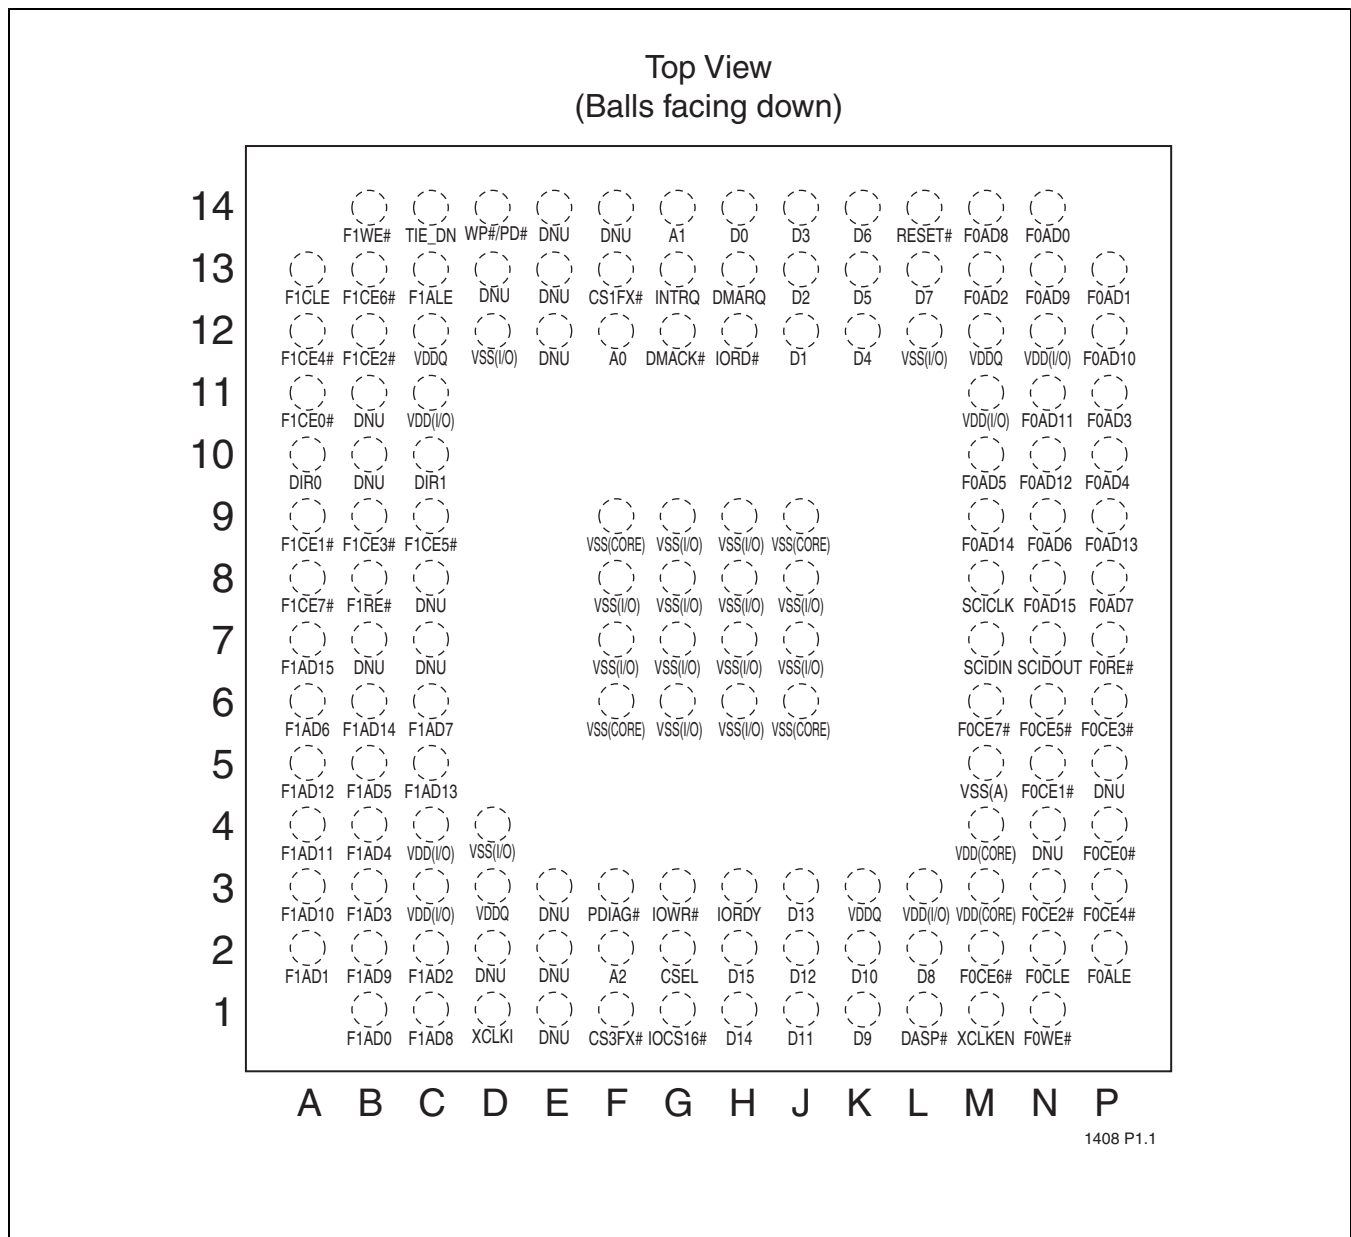 Top View
(Balls facing down)
14
F1WE# TIE_DN WP#/PD# DNU DNU A1 D0 D3 D6 RESET# F0AD8 F0AD0
13
F1CLE F1CE6# F1ALE DNU DNU CS1FX# INTRQ DMARQ D2 D5 D7 F0AD2 F0AD9 F0AD1
12
F1CE4# F1CE2# VDDQ VSS(I/O) DNU A0 DMACK# IORD# D1 D4 VSS(I/O) VDDQ VDD(I/O) F0AD10
11
F1CE0# DNU VDD(I/O) VDD(I/O) F0AD11 F0AD3
10
DIR0 DNU DIR1 F0AD5 F0AD12 F0AD4
9
F1CE1# F1CE3# F1CE5# VSS(CORE) VSS(I/O) VSS(I/O) VSS(CORE) F0AD14 F0AD6 F0AD13
8
F1CE7# F1RE# DNU VSS(I/O) VSS(I/O) VSS(I/O) VSS(I/O) SCICLK F0AD15 F0AD7
7
F1AD15 DNU DNU VSS(I/O) VSS(I/O) VSS(I/O) VSS(I/O) SCIDIN SCIDOUT F0RE#
6
F1AD6 F1AD14 F1AD7 VSS(CORE) VSS(I/O) VSS(I/O) VSS(CORE) F0CE7# F0CE5# F0CE3#
5
F1AD12 F1AD5 F1AD13 VSS(A) F0CE1# DNU
4
F1AD11 F1AD4 VDD(I/O) VSS(I/O) VDD(CORE) DNU F0CE0#
3
F1AD10 F1AD3 VDD(I/O) VDDQ DNU PDIAG# IOWR# IORDY D13 VDDQ VDD(I/O) VDD(CORE) F0CE2# F0CE4#
2
F1AD1 F1AD9 F1AD2 DNU DNU A2 CSEL D15 D12 D10 D8 F0CE6# F0CLE F0ALE
1
F1AD0 F1AD8 XCLKI DNU CS3FX# IOCS16# D14 D11 D9 DASP# XCLKEN F0WE#
A B C D E F G H J K L M N P
1408 P1.1